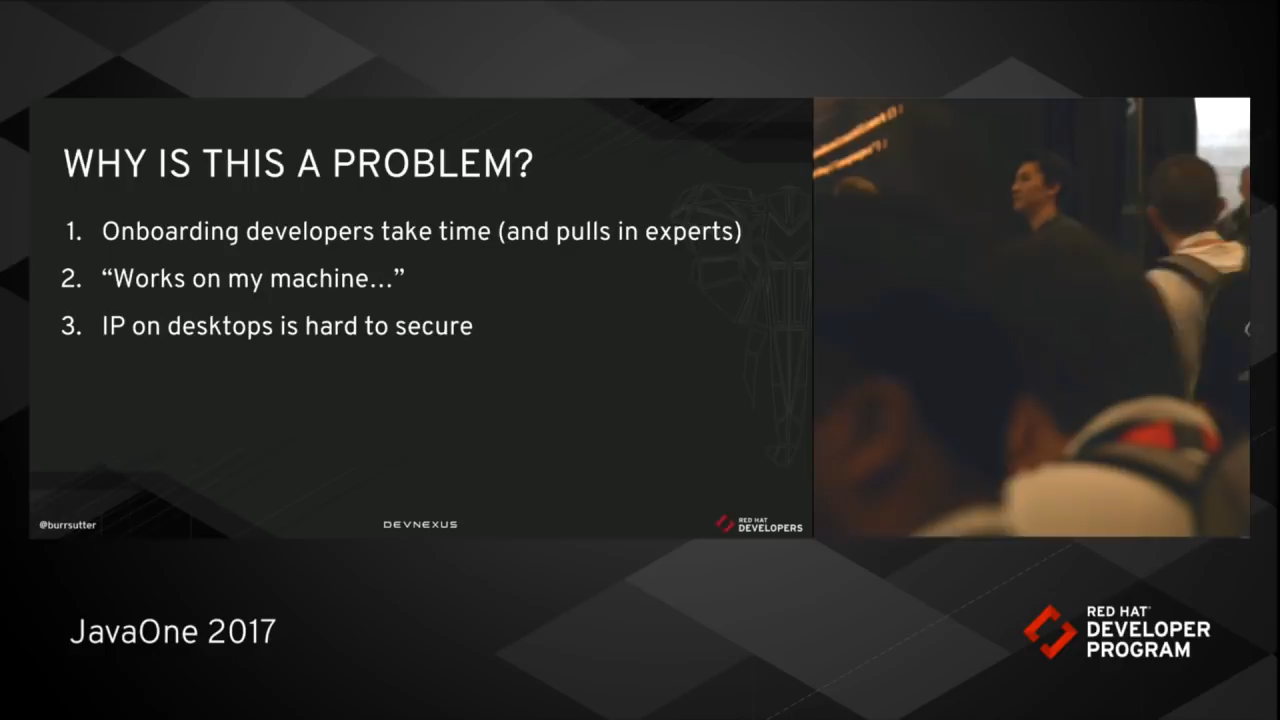 WHY IS THIS A PROBLEM?
1. Onboarding developers take time (and pulls in experts)
2. “Works on my machine...”
3. IP on desktops is hard to secure
@burrsutter
DEVNEXUS
RED HAT
DEVELOPERS
JavaOne 2017
RED HAT
DEVELOPER
PROGRAM